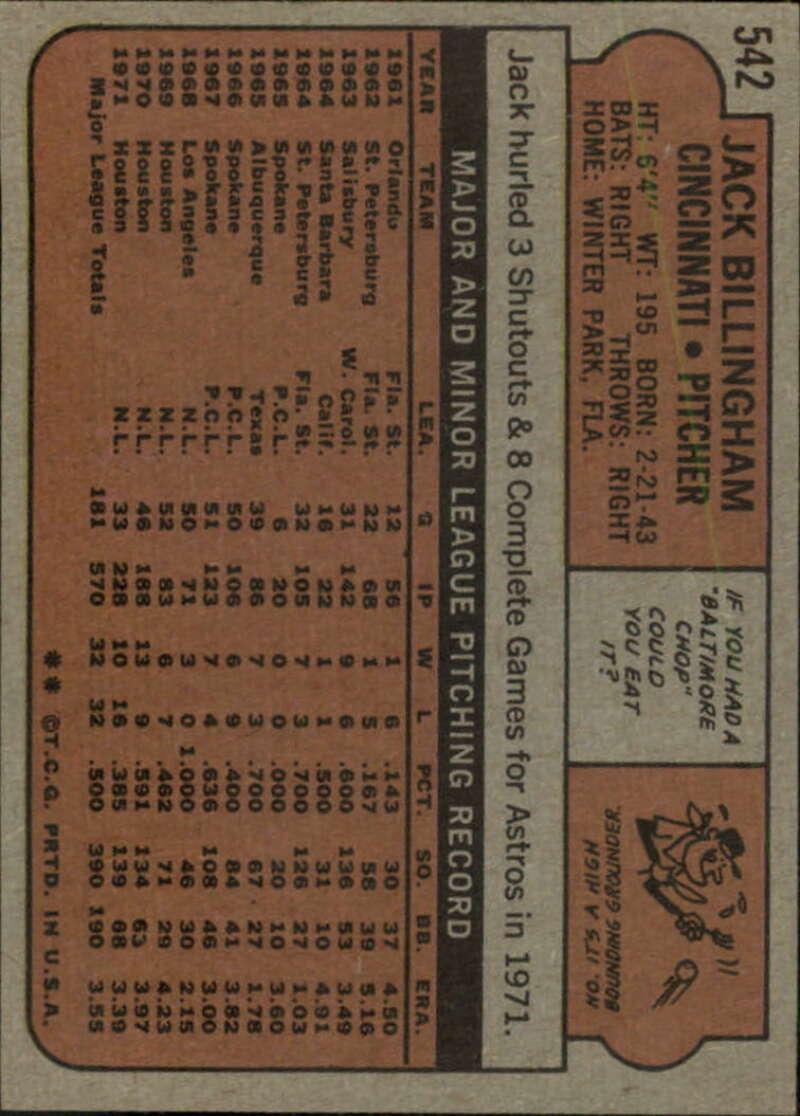 542
JACK BILLINGHAM
CINCINNATI • PITCHER
HT: 6'4" WT: 195 BORN: 2-21-43
BATS: RIGHT THROWS: RIGHT
HOME: WINTER PARK, FLA.
IF YOU HAD A
"BALTIMORE
CHOP"
COULD
YOU EAT
IT?
NO. IT'S A HIGH
BOUNDING GROUNDER.
Jack hurled 3 Shutouts & 8 Complete Games for Astros in 1971.
MAJOR AND MINOR LEAGUE PITCHING RECORD
YEAR TEAM LEA. G IP W L PCT. SO. BB. ERA.
1961 Orlando Fla. St. 12 56 1 6 .143 30 37 4.50
1962 St. Petersburg Fla. St. 22 68 1 5 .167 56 39 5.16
1963 Salisbury W. Carol. 31 142 9 6 .600 136 53 3.49
1964 Santa Barbara Calif. 16 22 1 1 .500 31 10 4.91
1964 St. Petersburg Fla. St. 32 105 7 3 .700 126 27 1.03
1965 Spokane P.C.L. 6 20 0 0 .000 20 10 3.60
1965 Albuquerque Texas 39 86 7 3 .700 67 27 1.78
1966 Spokane P.C.L. 50 106 6 9 .400 84 41 3.82
1967 Spokane P.C.L. 51 123 7 4 .636 108 46 3.00
1968 Los Angeles N.L. 50 71 3 0 1.000 46 30 2.15
1969 Houston N.L. 52 83 6 7 .462 71 29 4.23
1970 Houston N.L. 46 188 13 9 .591 134 63 3.97
1971 Houston N.L. 33 228 10 16 .385 139 68 3.39
Major League Totals 181 570 32 32 .500 390 190 3.55
** ©T.C.G. PRTD. IN U.S.A.